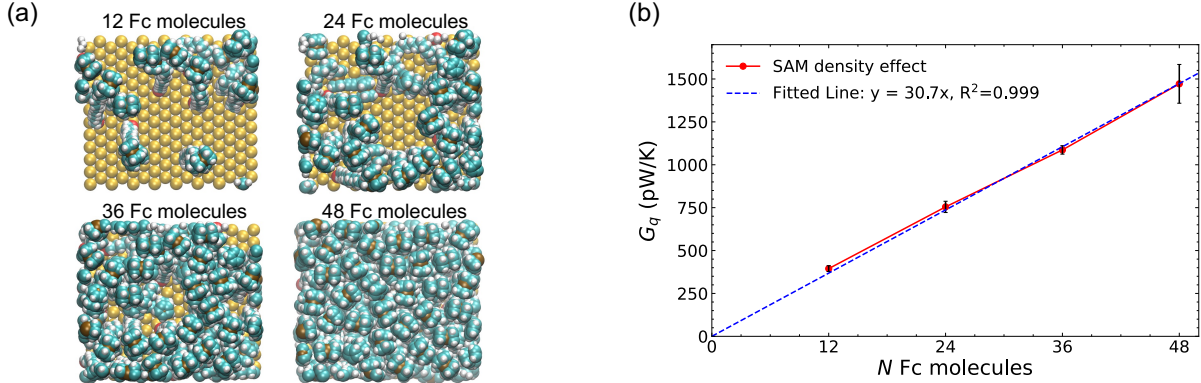 (a)
12 Fc molecules
24 Fc molecules
36 Fc molecules
48 Fc molecules
(b)
SAM density effect
Fitted Line: y = 30.7x, R²=0.999
1500
1250
1000
750
500
250
0
0
12
24
36
48
G_q (pW/K)
N Fc molecules